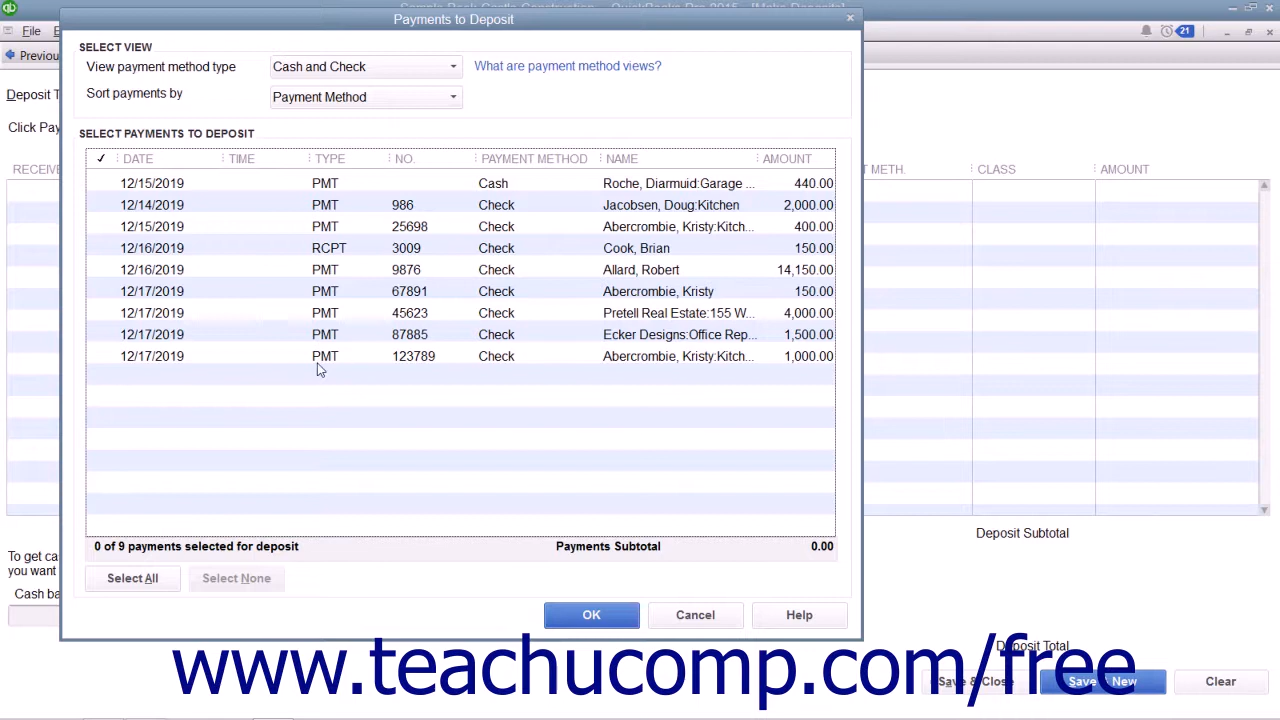 Payments to Deposit
File
21
Previou
SELECT VIEW
View payment method type Cash and Check What are payment method views?
Sort payments by Payment Method
Deposit T
Click Pay
SELECT PAYMENTS TO DEPOSIT
✓ DATE TIME TYPE NO. PAYMENT METHOD NAME AMOUNT
RECEIVE T METH. CLASS AMOUNT
12/15/2019 PMT Cash Roche, Diarmuid:Garage ... 440.00
12/14/2019 PMT 986 Check Jacobsen, Doug:Kitchen 2,000.00
12/15/2019 PMT 25698 Check Abercrombie, Kristy:Kitch... 400.00
12/16/2019 RCPT 3009 Check Cook, Brian 150.00
12/16/2019 PMT 9876 Check Allard, Robert 14,150.00
12/17/2019 PMT 67891 Check Abercrombie, Kristy 150.00
12/17/2019 PMT 45623 Check Pretell Real Estate:155 W... 4,000.00
12/17/2019 PMT 87885 Check Ecker Designs:Office Rep... 1,500.00
12/17/2019 PMT 123789 Check Abercrombie, Kristy:Kitch... 1,000.00
0 of 9 payments selected for deposit Payments Subtotal 0.00
Deposit Subtotal
To get ca
you want
Cash ba
Select All Select None
OK Cancel Help
Deposit Total
Save & Close Save & New Clear
www.teachucomp.com/free